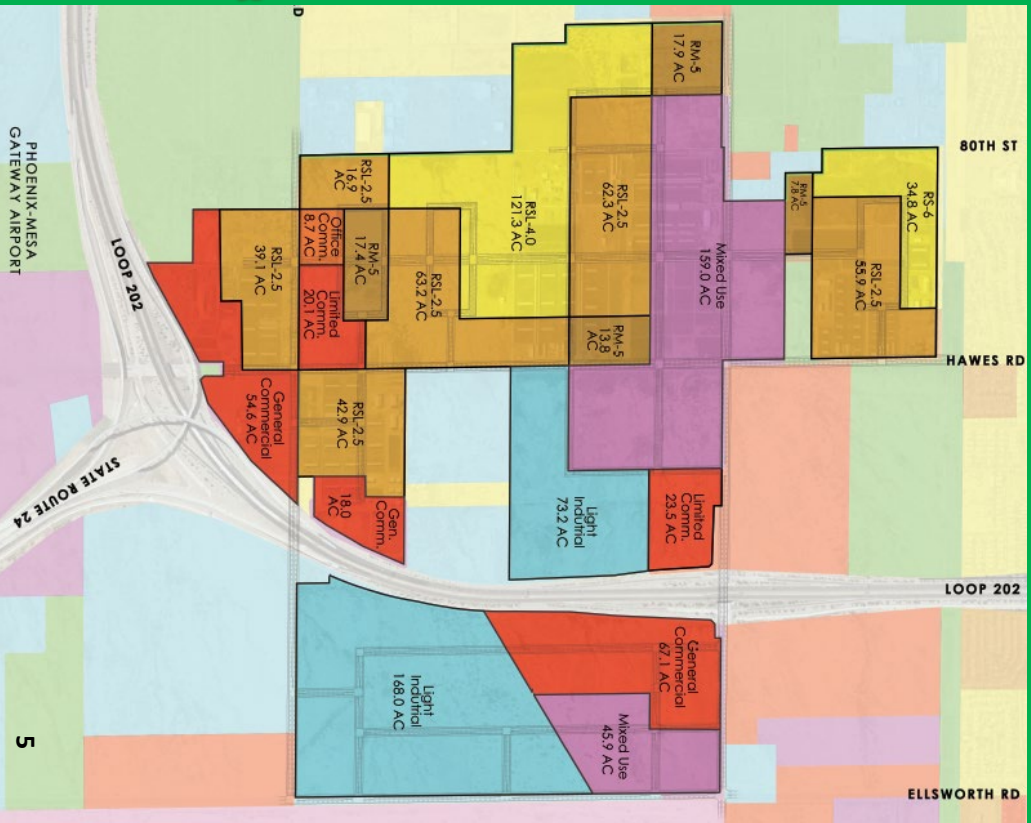 D
RM-5
17.9 AC
80TH ST
RS-6
34.8 AC
RM-5
7.8 AC
RSL-2.5
55.9 AC
RSL-2.5
62.3 AC
RSL-4.0
121.3 AC
Mixed Use
159.0 AC
RSL-2.5
16.9
AC
PHOENIX-MESA
GATEWAY AIRPORT
LOOP 202
RSL-2.5
39.1 AC
Office
Comm.
8.7 AC
RM-5
17.4 AC
RSL-2.5
63.2 AC
Limited
Comm.
20.1 AC
RM-5
13.8
AC
HAWES RD
General
Commercial
54.6 AC
RSL-2.5
42.9 AC
STATE ROUTE 24
Gen.
Comm.
18.0
AC
Light
Indutrial
73.2 AC
Limited
Comm.
23.5 AC
LOOP 202
General
Commercial
67.1 AC
Light
Indutrial
168.0 AC
Mixed Use
45.9 AC
5
ELLSWORTH RD